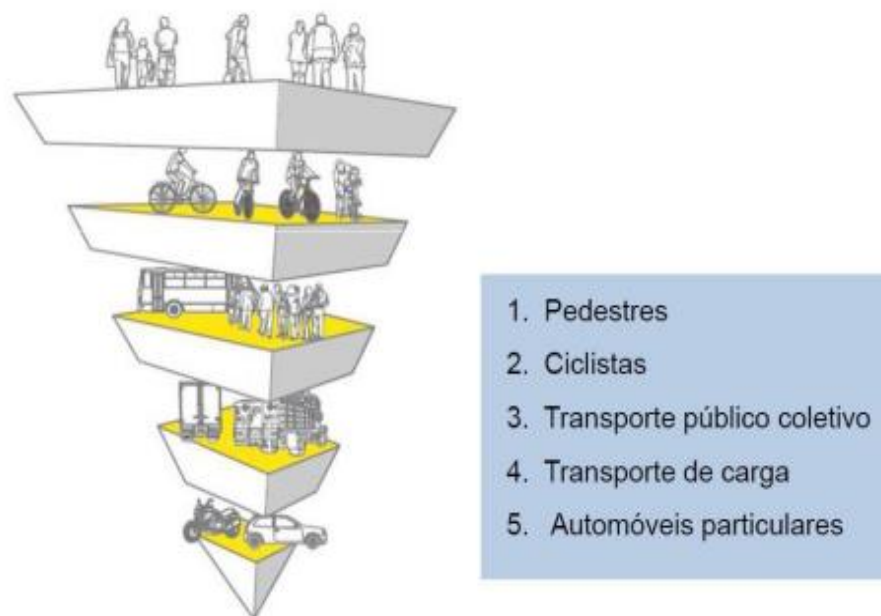 1. Pedestres
2. Ciclistas
3. Transporte público coletivo
4. Transporte de carga
5. Automóveis particulares